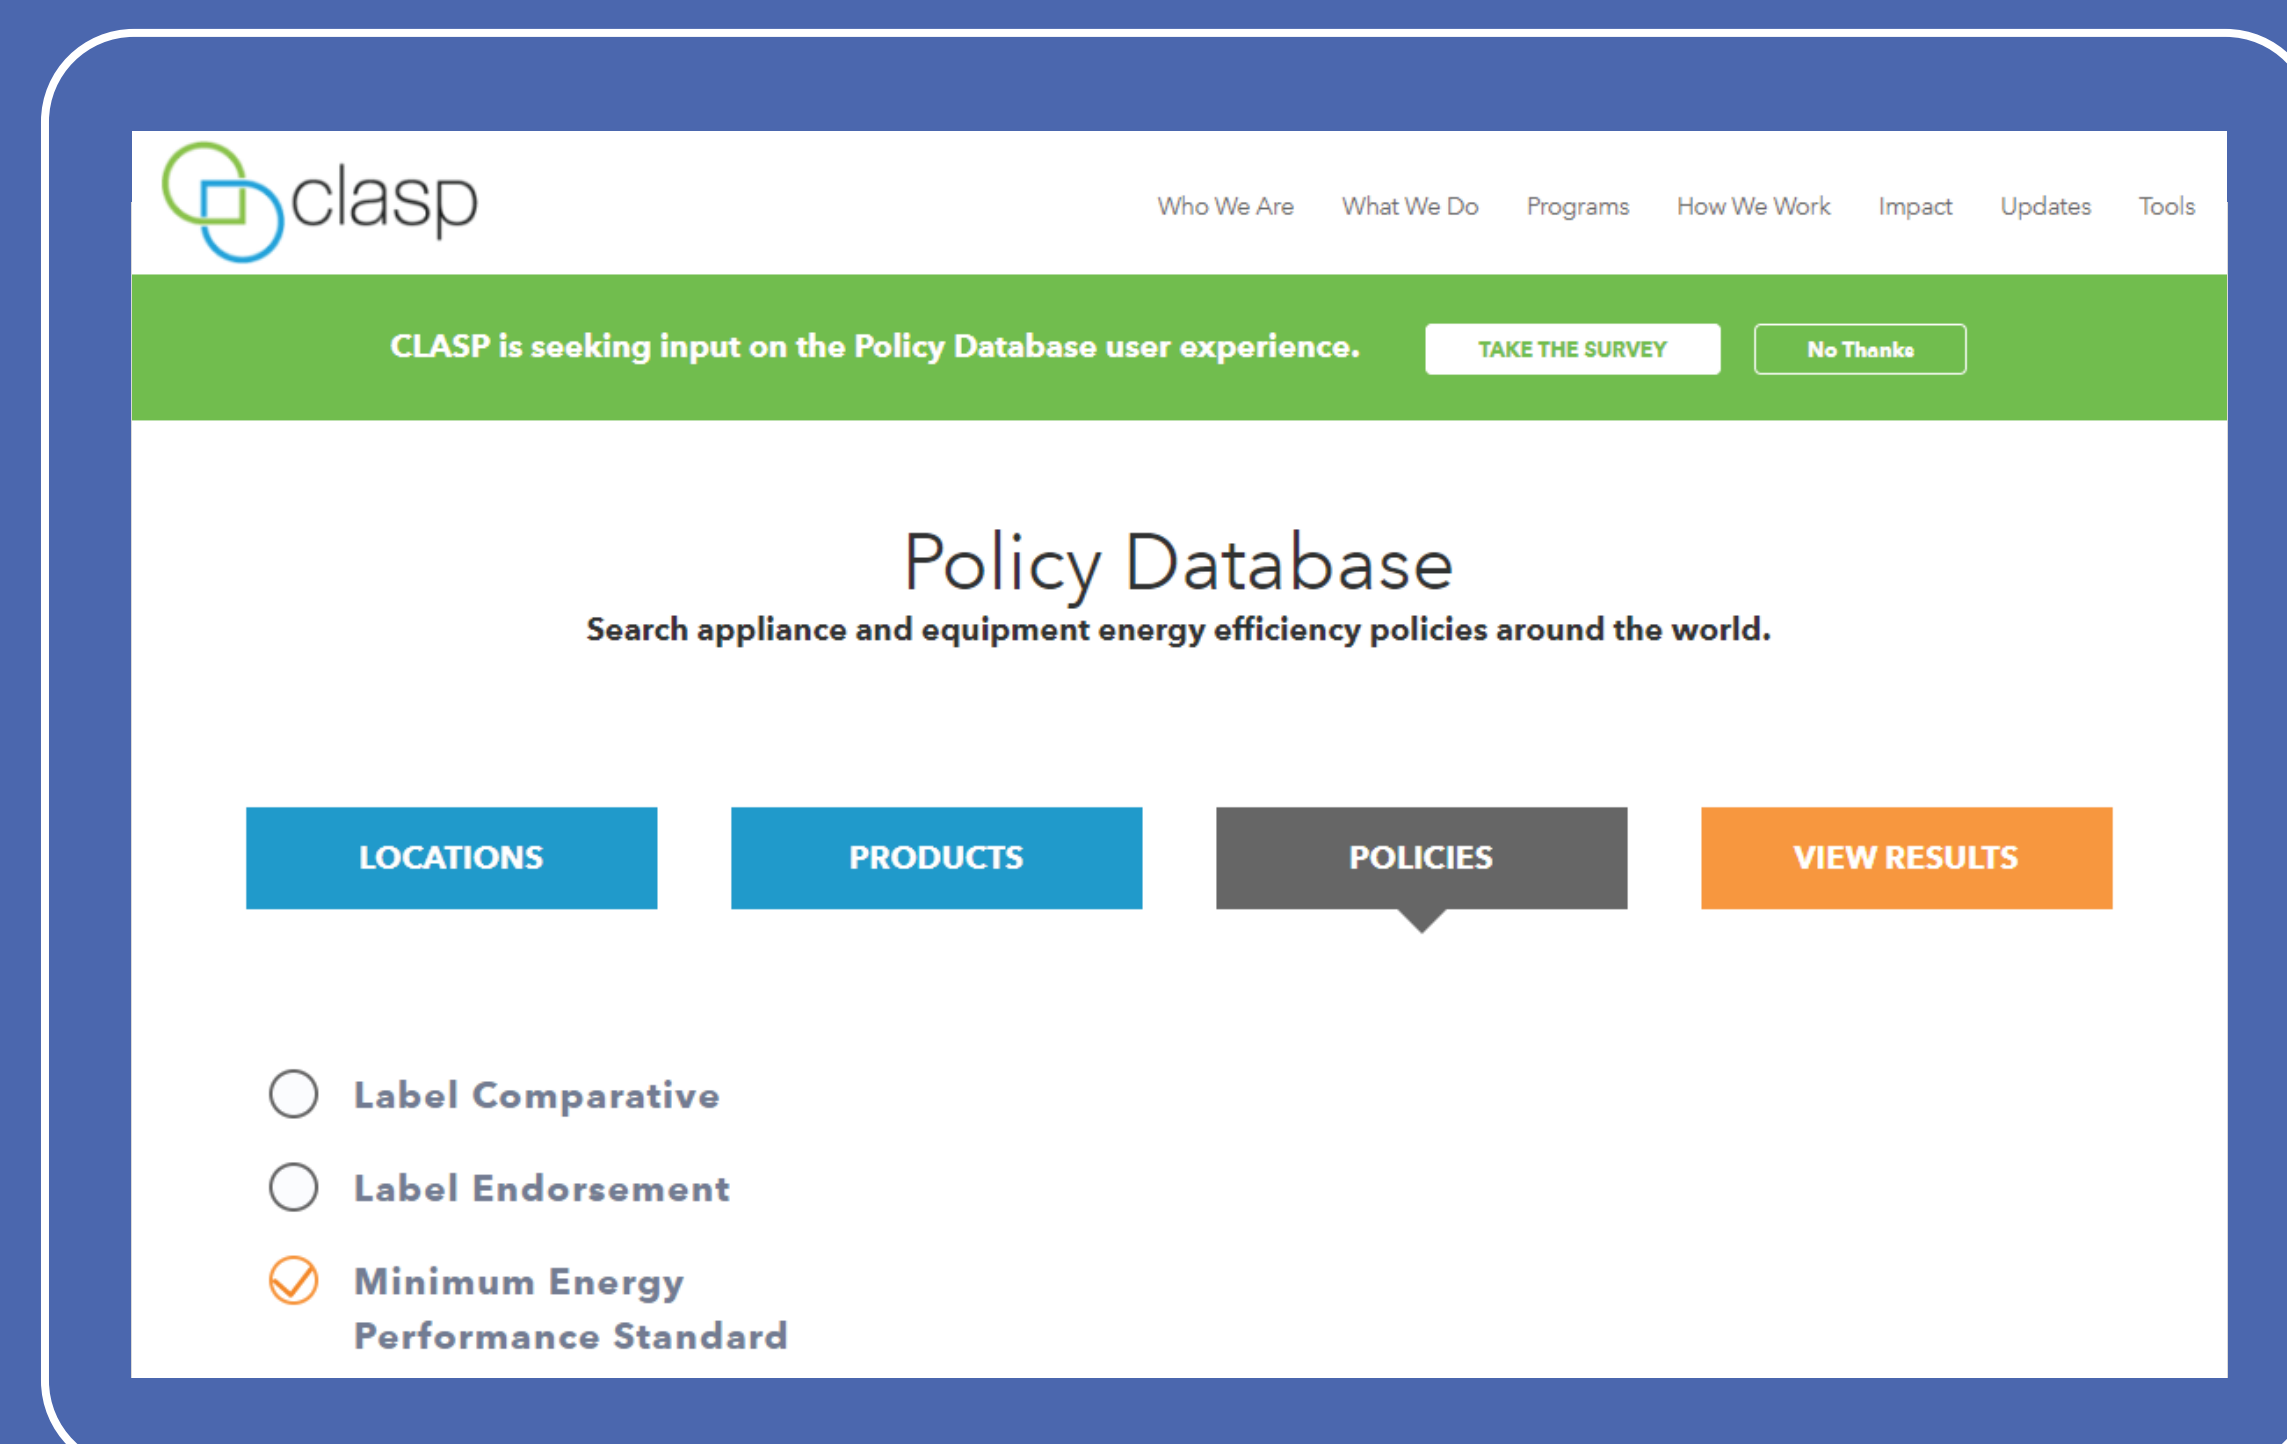 clasp
Who We Are What We Do Programs How We Work Impact Updates Tools
CLASP is seeking input on the Policy Database user experience. TAKE THE SURVEY No Thanks
Policy Database
Search appliance and equipment energy efficiency policies around the world.
LOCATIONS PRODUCTS POLICIES VIEW RESULTS
Label Comparative
Label Endorsement
Minimum Energy
Performance Standard